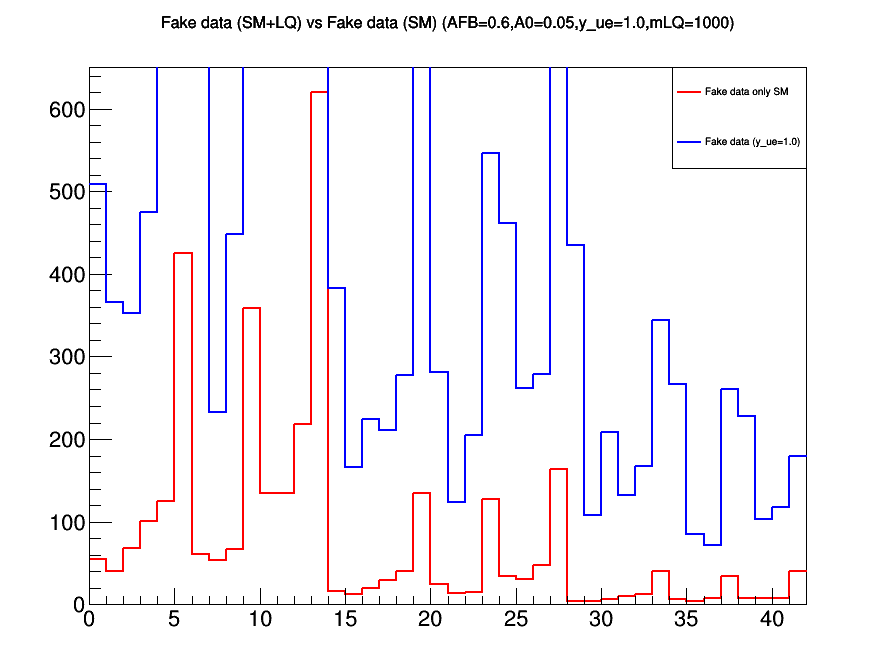 Fake data (SM+LQ) vs Fake data (SM) (AFB=0.6,A0=0.05,y_ue=1.0,mLQ=1000)
Fake data only SM
Fake data (y_ue=1.0)
600
500
400
300
200
100
0
0 5 10 15 20 25 30 35 40